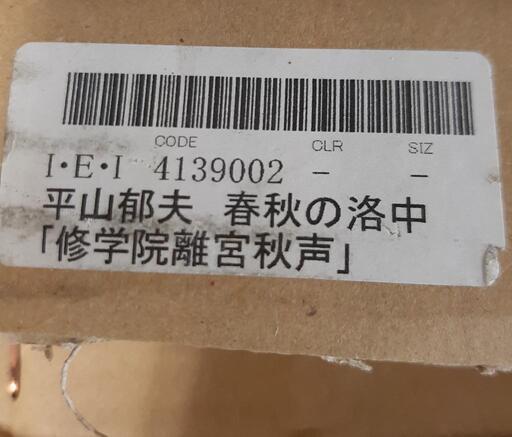 CODE CLR SIZ
I・E・I 4139002 - -
平山郁夫 春秋の洛中
「修学院離宮秋声」